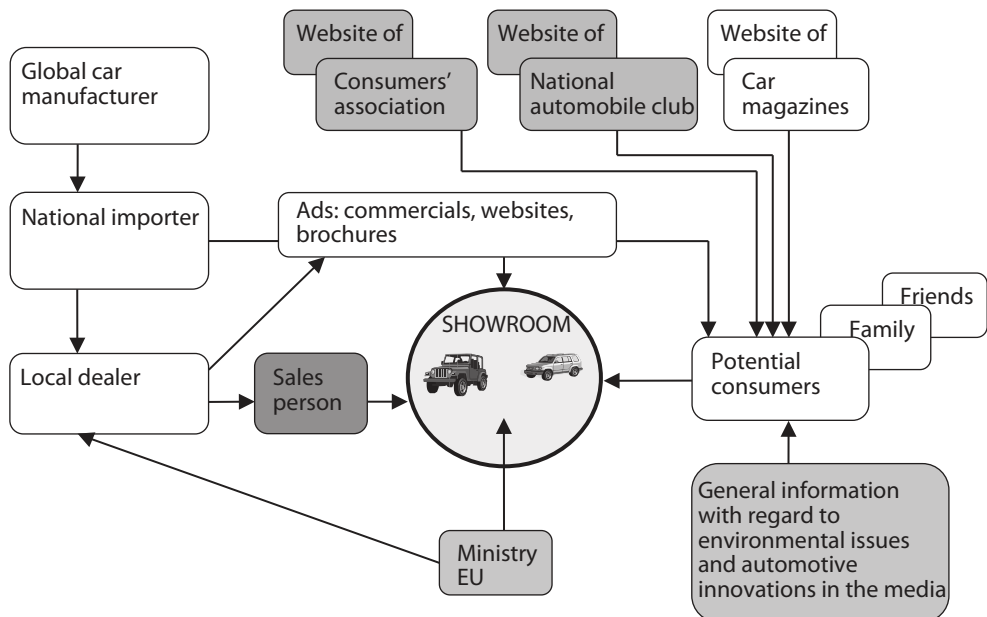 Website of
Consumers'
association
Website of
National
automobile club
Website of
Car
magazines
Global car
manufacturer
National importer
Ads: commercials, websites,
brochures
Friends
Family
SHOWROOM
Local dealer
Sales
person
Potential
consumers
General information
with regard to
environmental issues
and automotive
innovations in the media
Ministry
EU